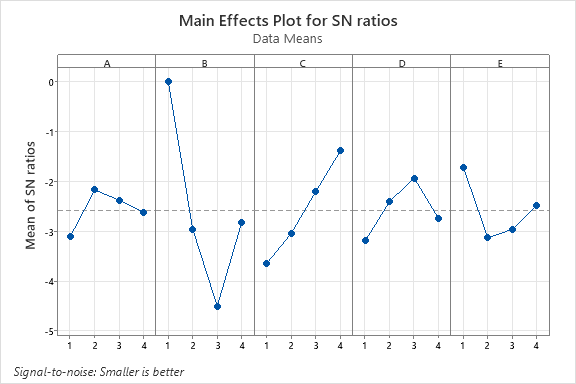 Main Effects Plot for SN ratios
Data Means
A B C D E
Mean of SN ratios
0
-1
-2
-3
-4
-5
1 2 3 4 1 2 3 4 1 2 3 4 1 2 3 4 1 2 3 4
Signal-to-noise: Smaller is better